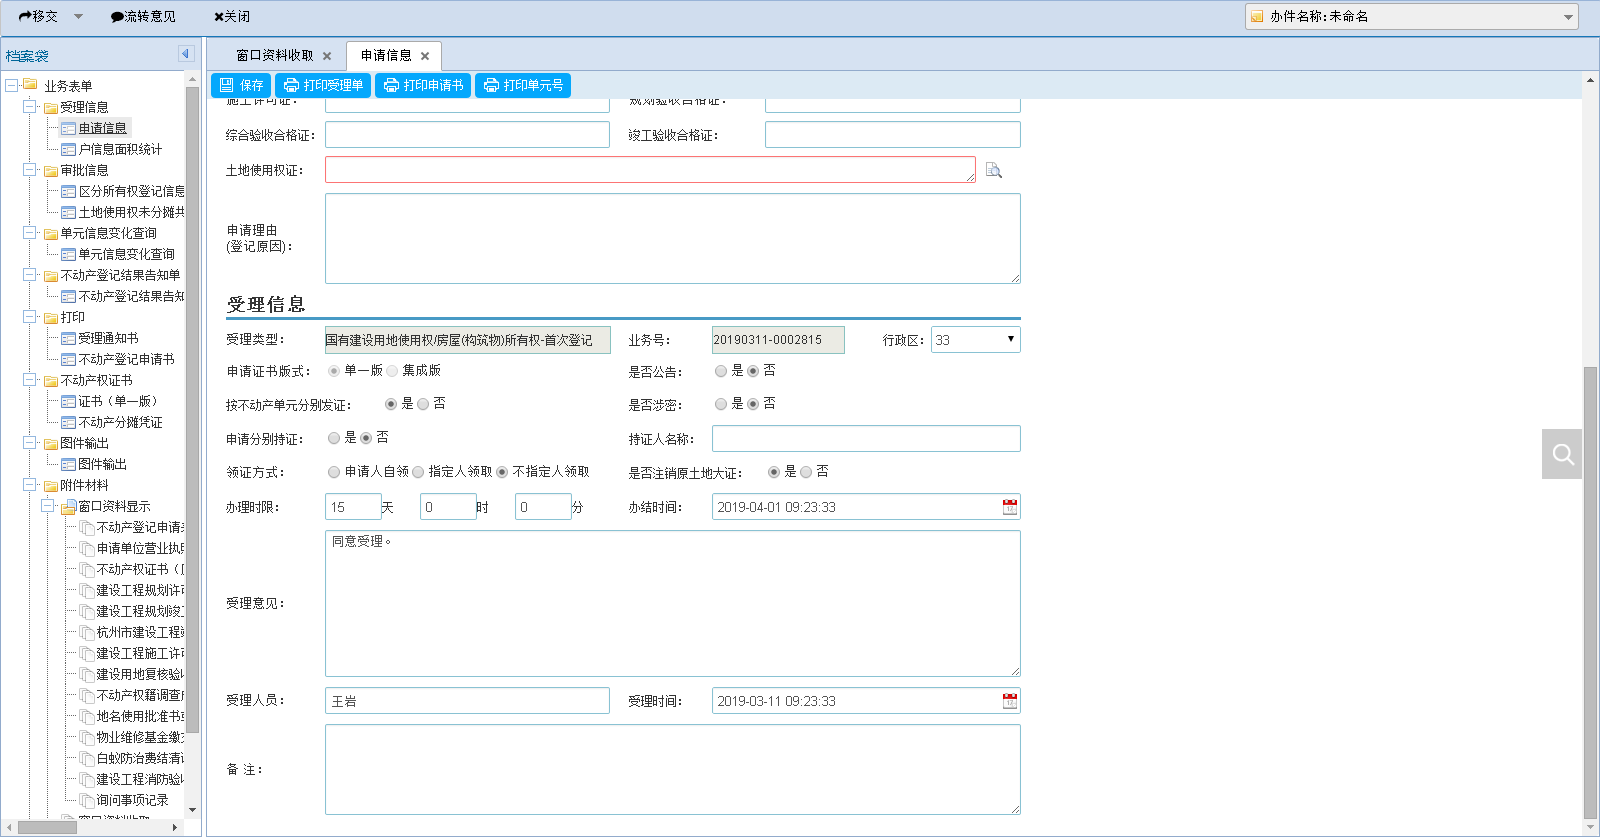 移交
流转意见
关闭
办件名称:未命名
档案袋
窗口资料收取
申请信息
保存
打印受理单
打印申请书
打印单元号
业务表单
受理信息
申请信息
户信息面积统计
审批信息
区分所有权登记信息
土地使用权未分摊共
单元信息变化查询
单元信息变化查询
不动产登记结果告知单
不动产登记结果告知
打印
受理通知书
不动产登记申请书
不动产权证书
证书（单一版）
不动产分摊凭证
图件输出
图件输出
附件材料
窗口资料显示
不动产登记申请
申请单位营业执
不动产权证书（
建设工程规划许
建设工程规划竣工
杭州市建设工程
建设工程施工许
建设用地复核验
不动产权籍调查
地名使用批准书
物业维修基金缴
白蚁防治费结清
建设工程消防验
询问事项记录
窗口资料收取
施工许可证：
规划验收合格证：
综合验收合格证：
竣工验收合格证：
土地使用权证：
申请理由
(登记原因)：
受理信息
受理类型： 国有建设用地使用权/房屋(构筑物)所有权-首次登记
业务号： 20190311-0002815
行政区： 33
申请证书版式： 单一版 集成版
是否公告： 是 否
按不动产单元分别发证： 是 否
是否涉密： 是 否
申请分别持证： 是 否
持证人名称：
领证方式： 申请人自领 指定人领取 不指定人领取
是否注销原土地大证： 是 否
办理时限： 15 天 0 时 0 分
办结时间： 2019-04-01 09:23:33
受理意见： 同意受理。
受理人员： 王岩
受理时间： 2019-03-11 09:23:33
备 注：